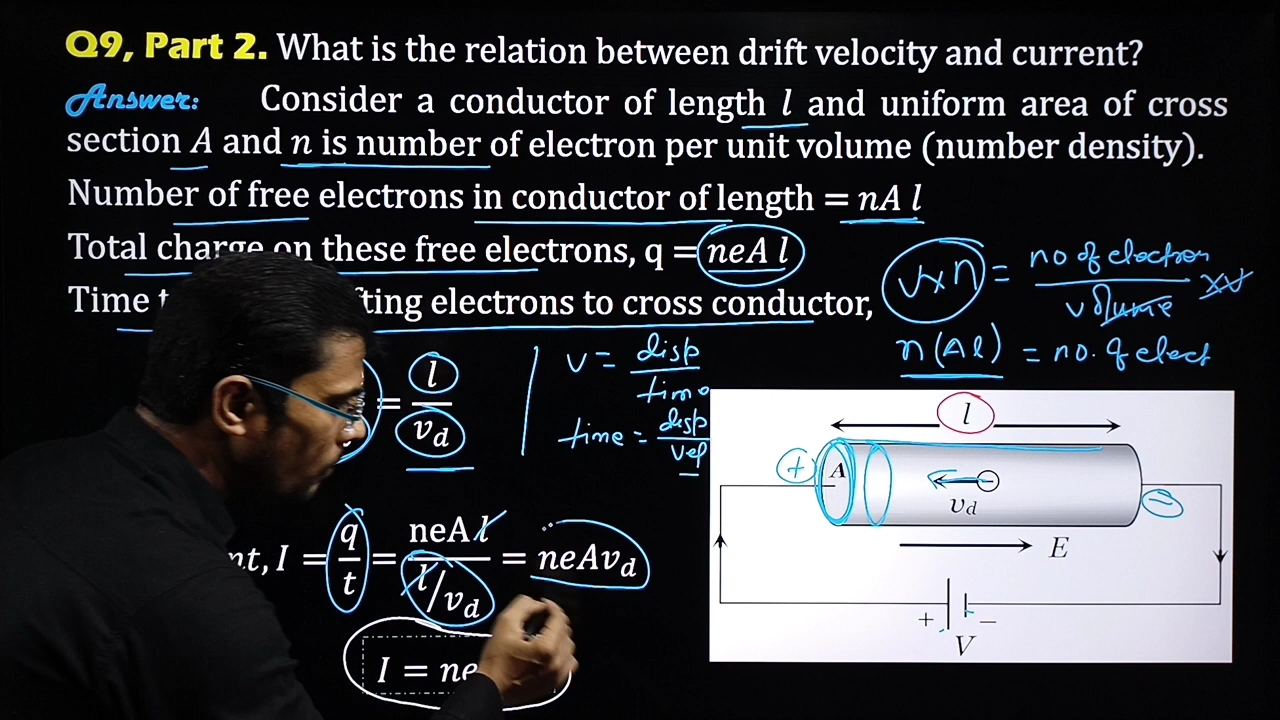 Q9, Part 2. What is the relation between drift velocity and current?
Answer: Consider a conductor of length l and uniform area of cross
section A and n is number of electron per unit volume (number density).
Number of free electrons in conductor of length = nA l
Total charge on these free electrons, q = neA l
Time t fting electrons to cross conductor,
v × n = no of electron / volume × v
n (A l) = no. of elect
= l / v_d
v = disp / time
time = disp / vel
nt, I = q / t = neA l / l/v_d = neAv_d
I = ne
l
+ A v_d −
E
+ −
V